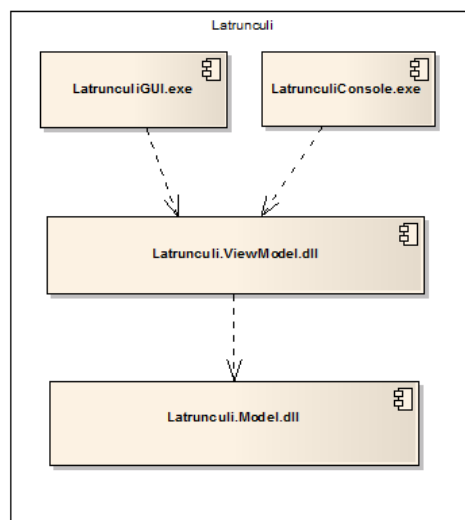 Latrunculi
LatrunculiGUI.exe
LatrunculiConsole.exe
Latrunculi.ViewModel.dll
Latrunculi.Model.dll